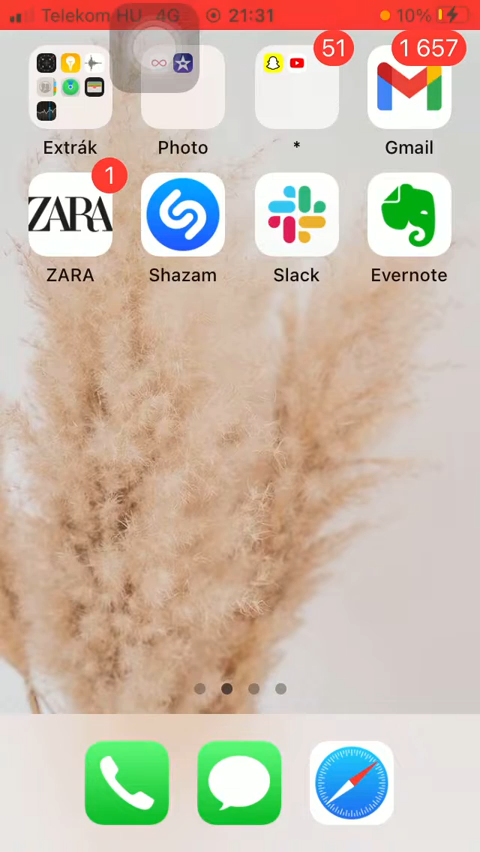 Telekom HU 4G 21:31 10%
51 1 657
Extrák Photo * Gmail
1
ZARA
ZARA Shazam Slack Evernote